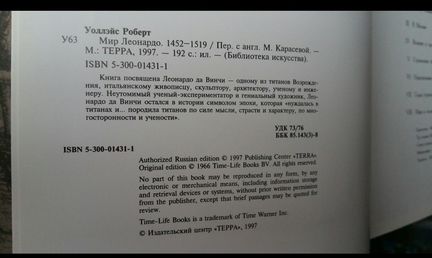 Уоллэйс Роберт
У63
Мир Леонардо. 1452–1519 / Пер. с англ. М. Карасевой. –
М.: ТЕРРА, 1997. – 192 с.: ил. – (Библиотека искусства).
ISBN 5-300-01431-1
Книга посвящена Леонардо да Винчи – одному из титанов Возрожде-
ния, итальянскому живописцу, скульптору, архитектору, ученому и инже-
неру. Неутомимый ученый-экспериментатор и гениальный художник, Леонар-
до да Винчи остался в истории символом эпохи, которая «нуждалась в
титанах и... породила титанов по силе мысли, страсти и характеру, по мно-
госторонности и учености».
УДК 73/76
ББК 85.143(3)-8
ISBN 5-300-01431-1
Authorized Russian edition © 1997 Publishing Center «TERRA»
Original edition © 1966 Time-Life Books BV. All rights reserved.
No part of this book may be reproduced in any form, by any
electronic or merchanical means, including information storage
and retrieval devices or systems, without prior written permission
from the publisher, except that brief passages may be quoted for
review.
Time-Life Books is a trademark of Time Warner Inc.
© Издательский центр «ТЕРРА», 1997